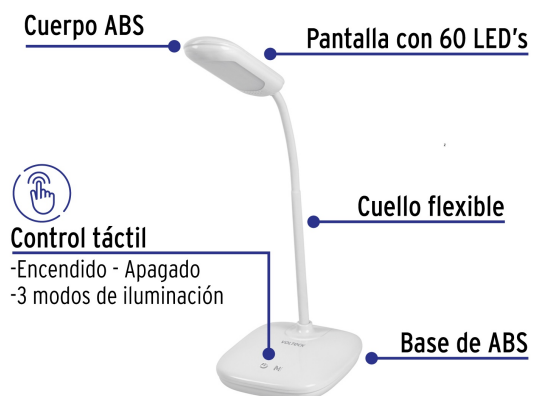 Cuerpo ABS
Pantalla con 60 LED's
Cuello flexible
Control táctil
-Encendido - Apagado
-3 modos de iluminación
Base de ABS
VOLTECK
M